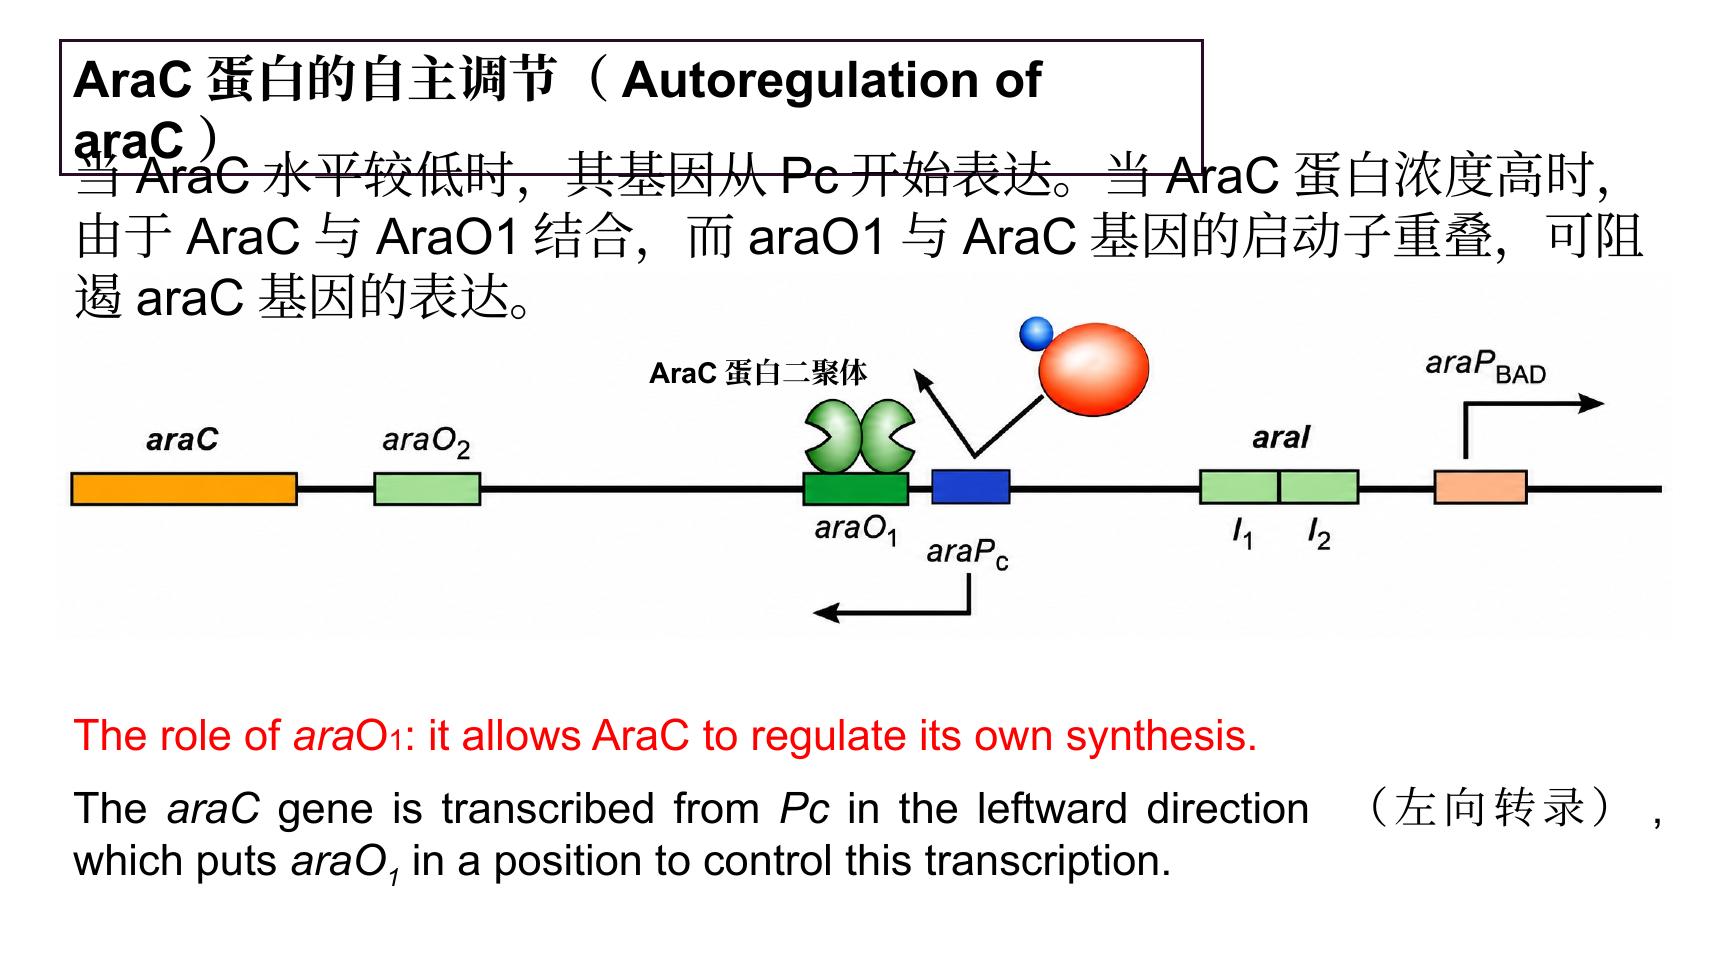 AraC 蛋白的自主调节（ Autoregulation of
araC ）
当 AraC 水平较低时，其基因从 Pc 开始表达。当 AraC 蛋白浓度高时，
由于 AraC 与 AraO1 结合，而 araO1 与 AraC 基因的启动子重叠，可阻
遏 araC 基因的表达。
AraC 蛋白二聚体
araPBAD
araC
araO2
araI
araO1
I1
I2
araPc
The role of araO1: it allows AraC to regulate its own synthesis.
The araC gene is transcribed from Pc in the leftward direction （左向转录） ,
which puts araO1 in a position to control this transcription.